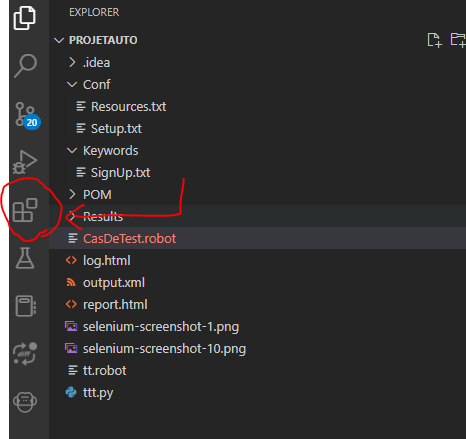 EXPLORER
PROJETAUTO
.idea
Conf
Resources.txt
Setup.txt
Keywords
SignUp.txt
POM
Results
CasDeTest.robot
log.html
output.xml
report.html
selenium-screenshot-1.png
selenium-screenshot-10.png
tt.robot
ttt.py
20
diff